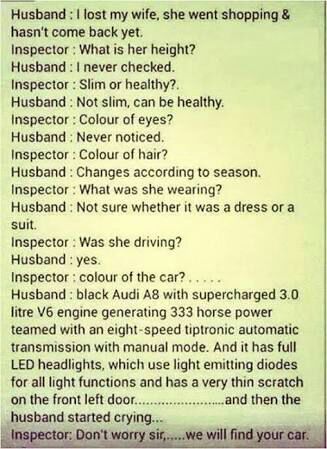 Husband : I lost my wife, she went shopping &
hasn't come back yet.
Inspector : What is her height?
Husband : I never checked.
Inspector : Slim or healthy?.
Husband : Not slim, can be healthy.
Inspector : Colour of eyes?
Husband : Never noticed.
Inspector : Colour of hair?
Husband : Changes according to season.
Inspector : What was she wearing?
Husband : Not sure whether it was a dress or a
suit.
Inspector : Was she driving?
Husband : yes.
Inspector : colour of the car? . . . . .
Husband : black Audi A8 with supercharged 3.0
litre V6 engine generating 333 horse power
teamed with an eight-speed tiptronic automatic
transmission with manual mode. And it has full
LED headlights, which use light emitting diodes
for all light functions and has a very thin scratch
on the front left door........................and then the
husband started crying...
Inspector: Don't worry sir,.....we will find your car.